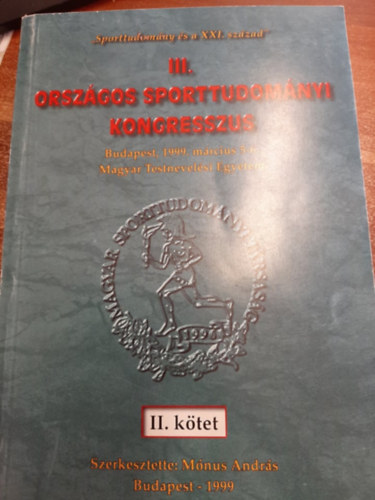 „Sporttudomány és a XXI. század”
III.
ORSZÁGOS SPORTTUDOMÁNYI
KONGRESSZUS
Budapest, 1999. március
Magyar Testnevelési Egyetem
MAGYAR SPORTTUDOMÁNYI TÁRSASÁG
II. kötet
Szerkesztette: Mónus András
Budapest - 1999